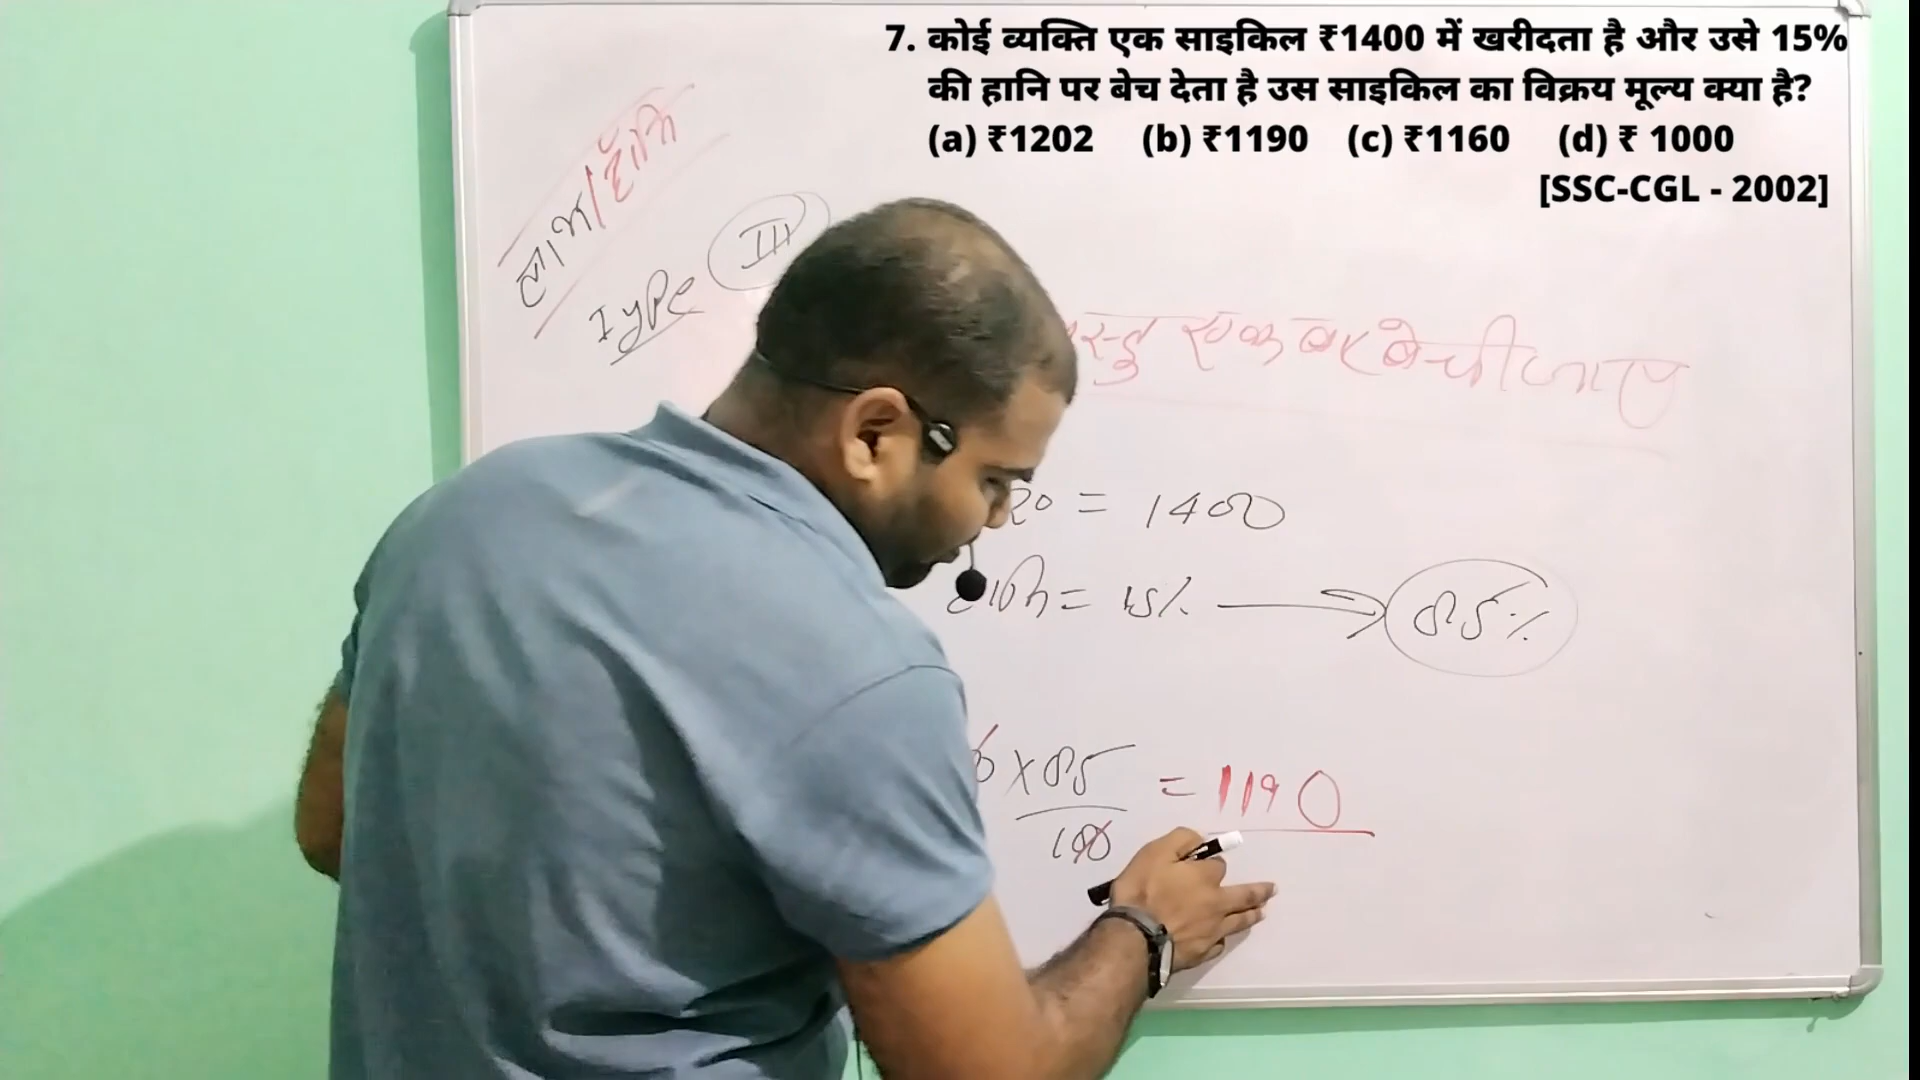 7. कोई व्यक्ति एक साइकिल ₹1400 में खरीदता है और उसे 15%
की हानि पर बेच देता है उस साइकिल का विक्रय मूल्य क्या है?
(a) ₹1202 (b) ₹1190 (c) ₹1160 (d) ₹ 1000
[SSC-CGL - 2002]
लाभ/हानि
Type III
एक बार बेची जाए
= 1400
हानि = 15% → 85%
× 85 = 1190
100